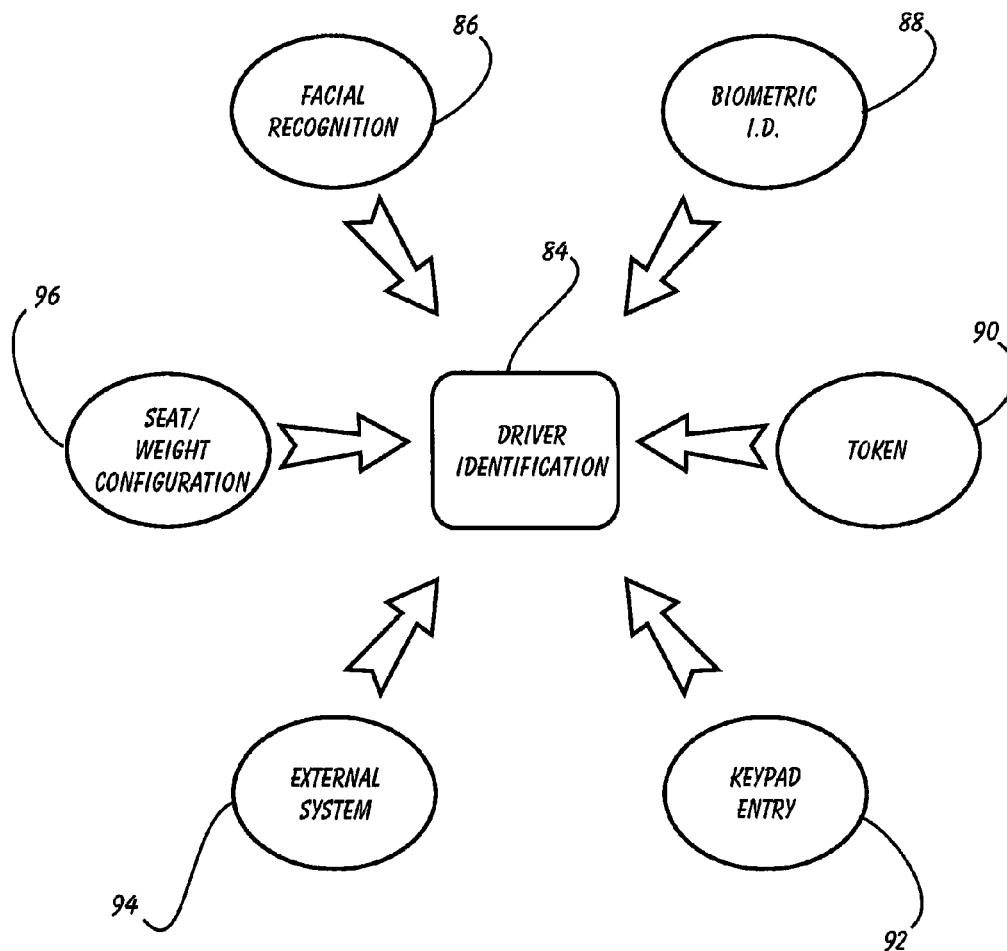 86
88
FACIAL
RECOGNITION
BIOMETRIC
I.D.
84
96
90
SEAT/
WEIGHT
CONFIGURATION
DRIVER
IDENTIFICATION
TOKEN
EXTERNAL
SYSTEM
KEYPAD
ENTRY
94
92